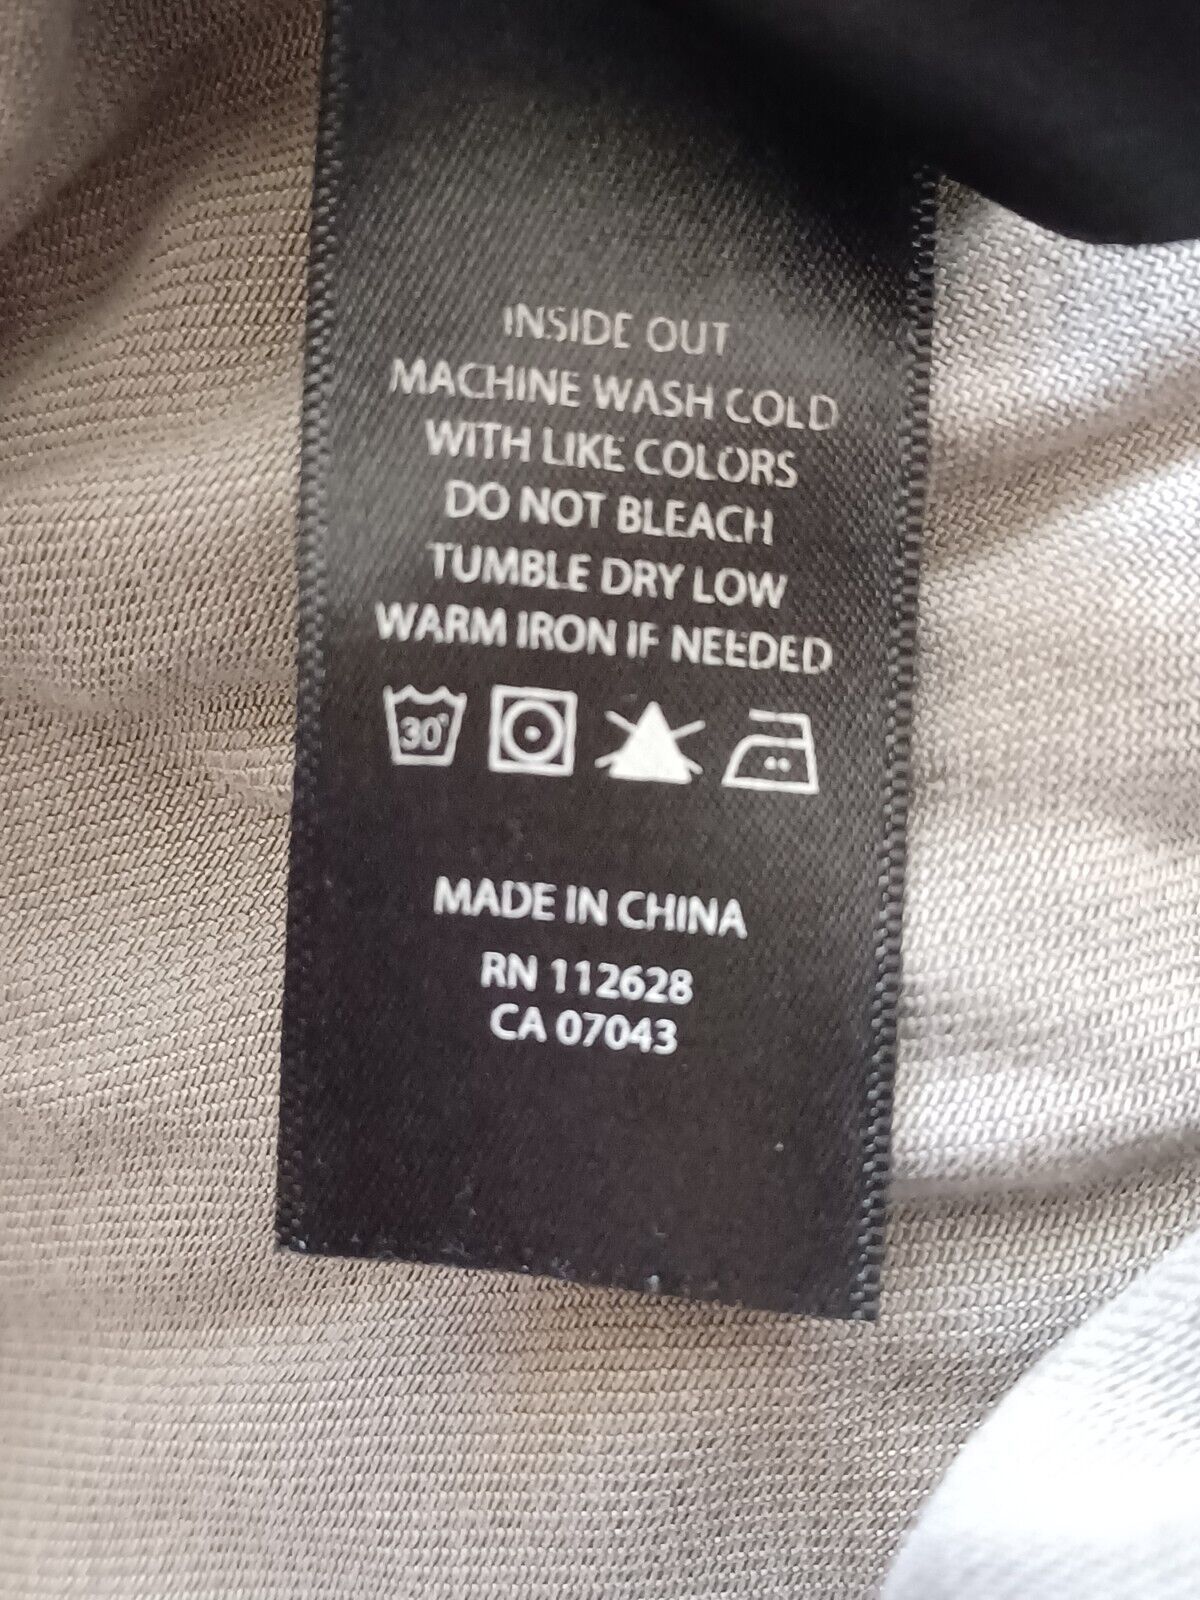 INSIDE OUT
MACHINE WASH COLD
WITH LIKE COLORS
DO NOT BLEACH
TUMBLE DRY LOW
WARM IRON IF NEEDED
30°
MADE IN CHINA
RN 112628
CA 07043